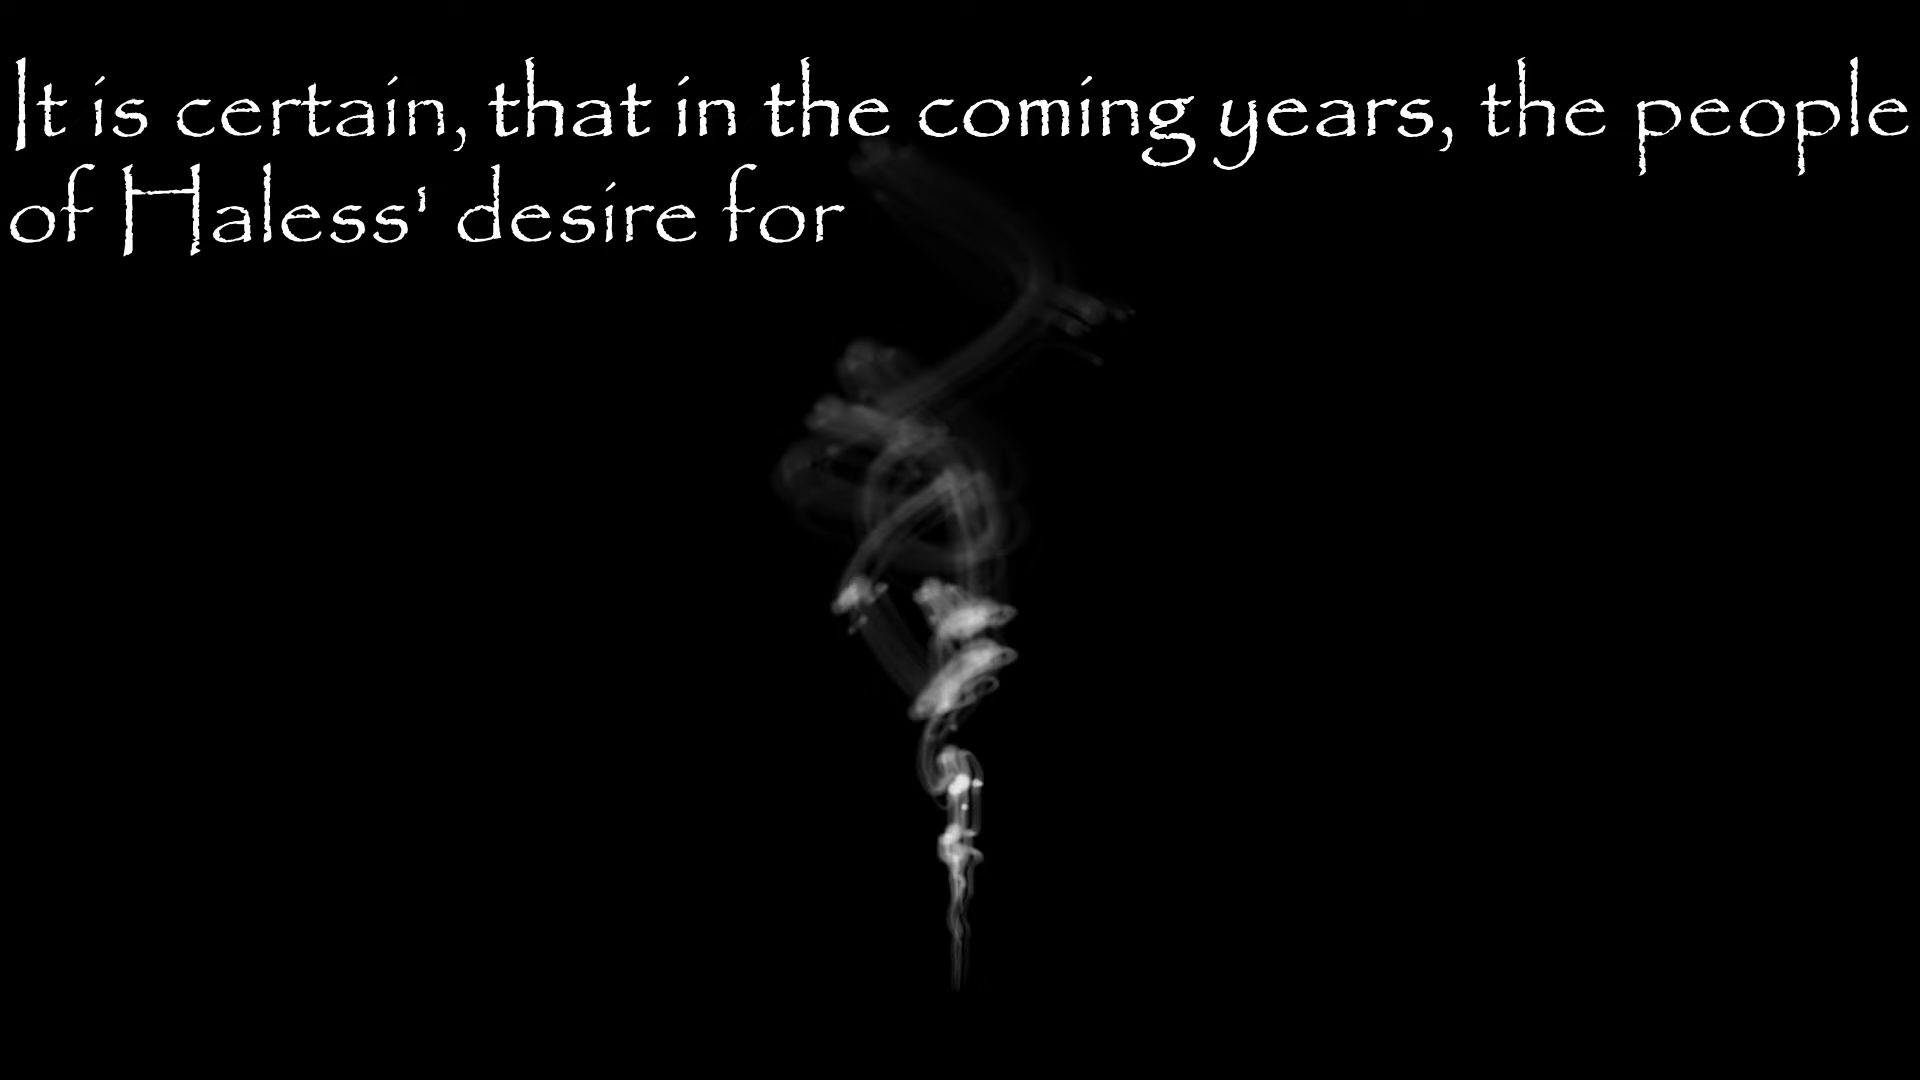 It is certain, that in the coming years, the people
of Haless' desire for